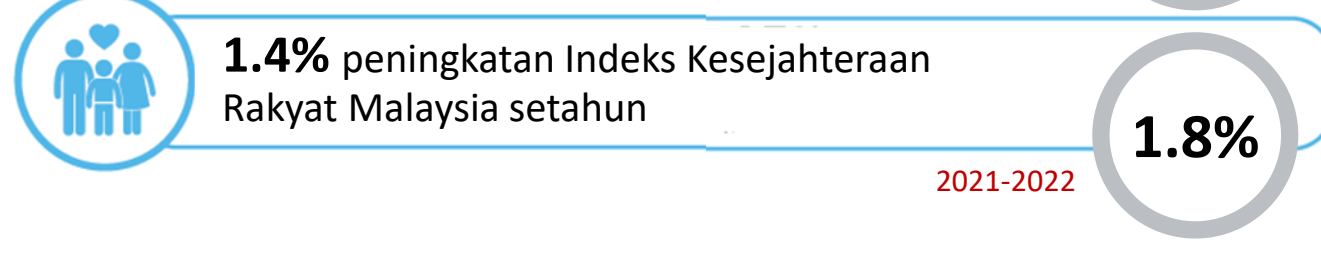 1.4% peningkatan Indeks Kesejahteraan
Rakyat Malaysia setahun
1.8%
2021-2022